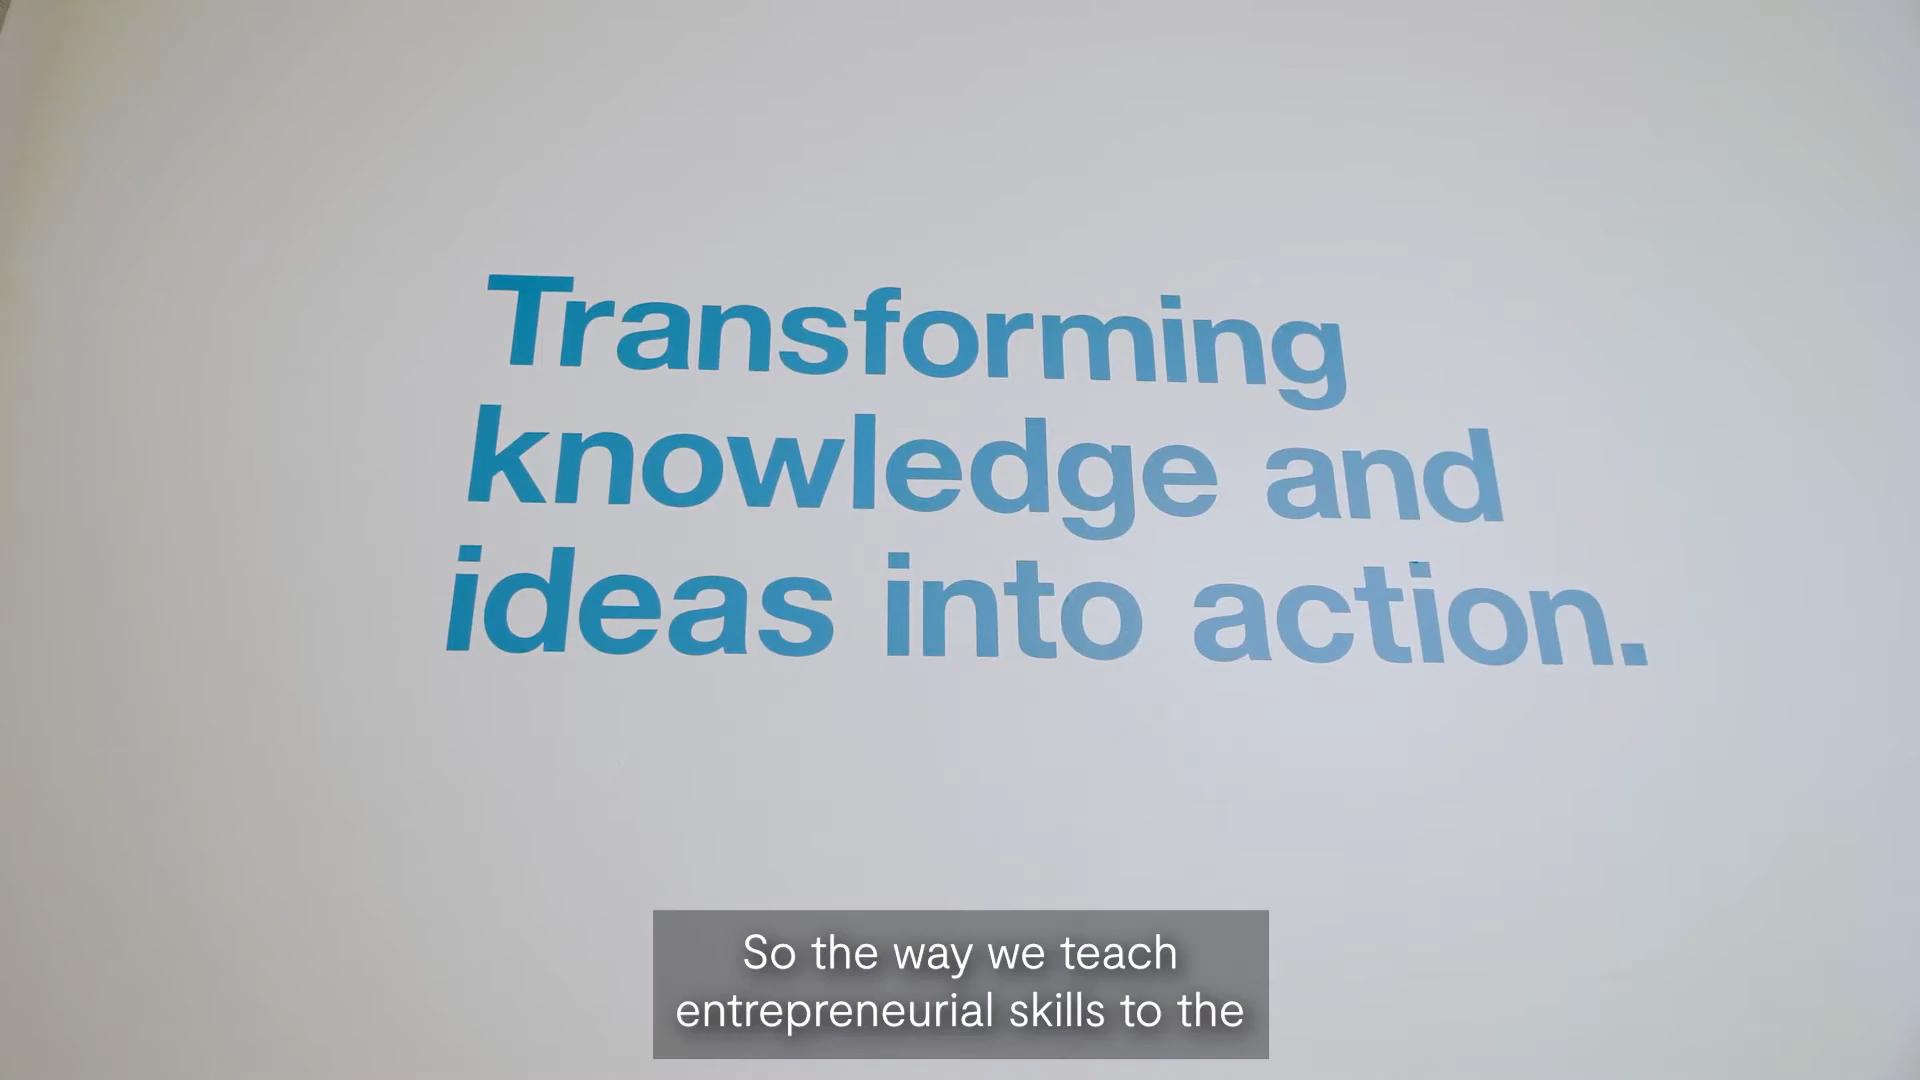 Transforming
knowledge and
ideas into action.
So the way we teach
entrepreneurial skills to the